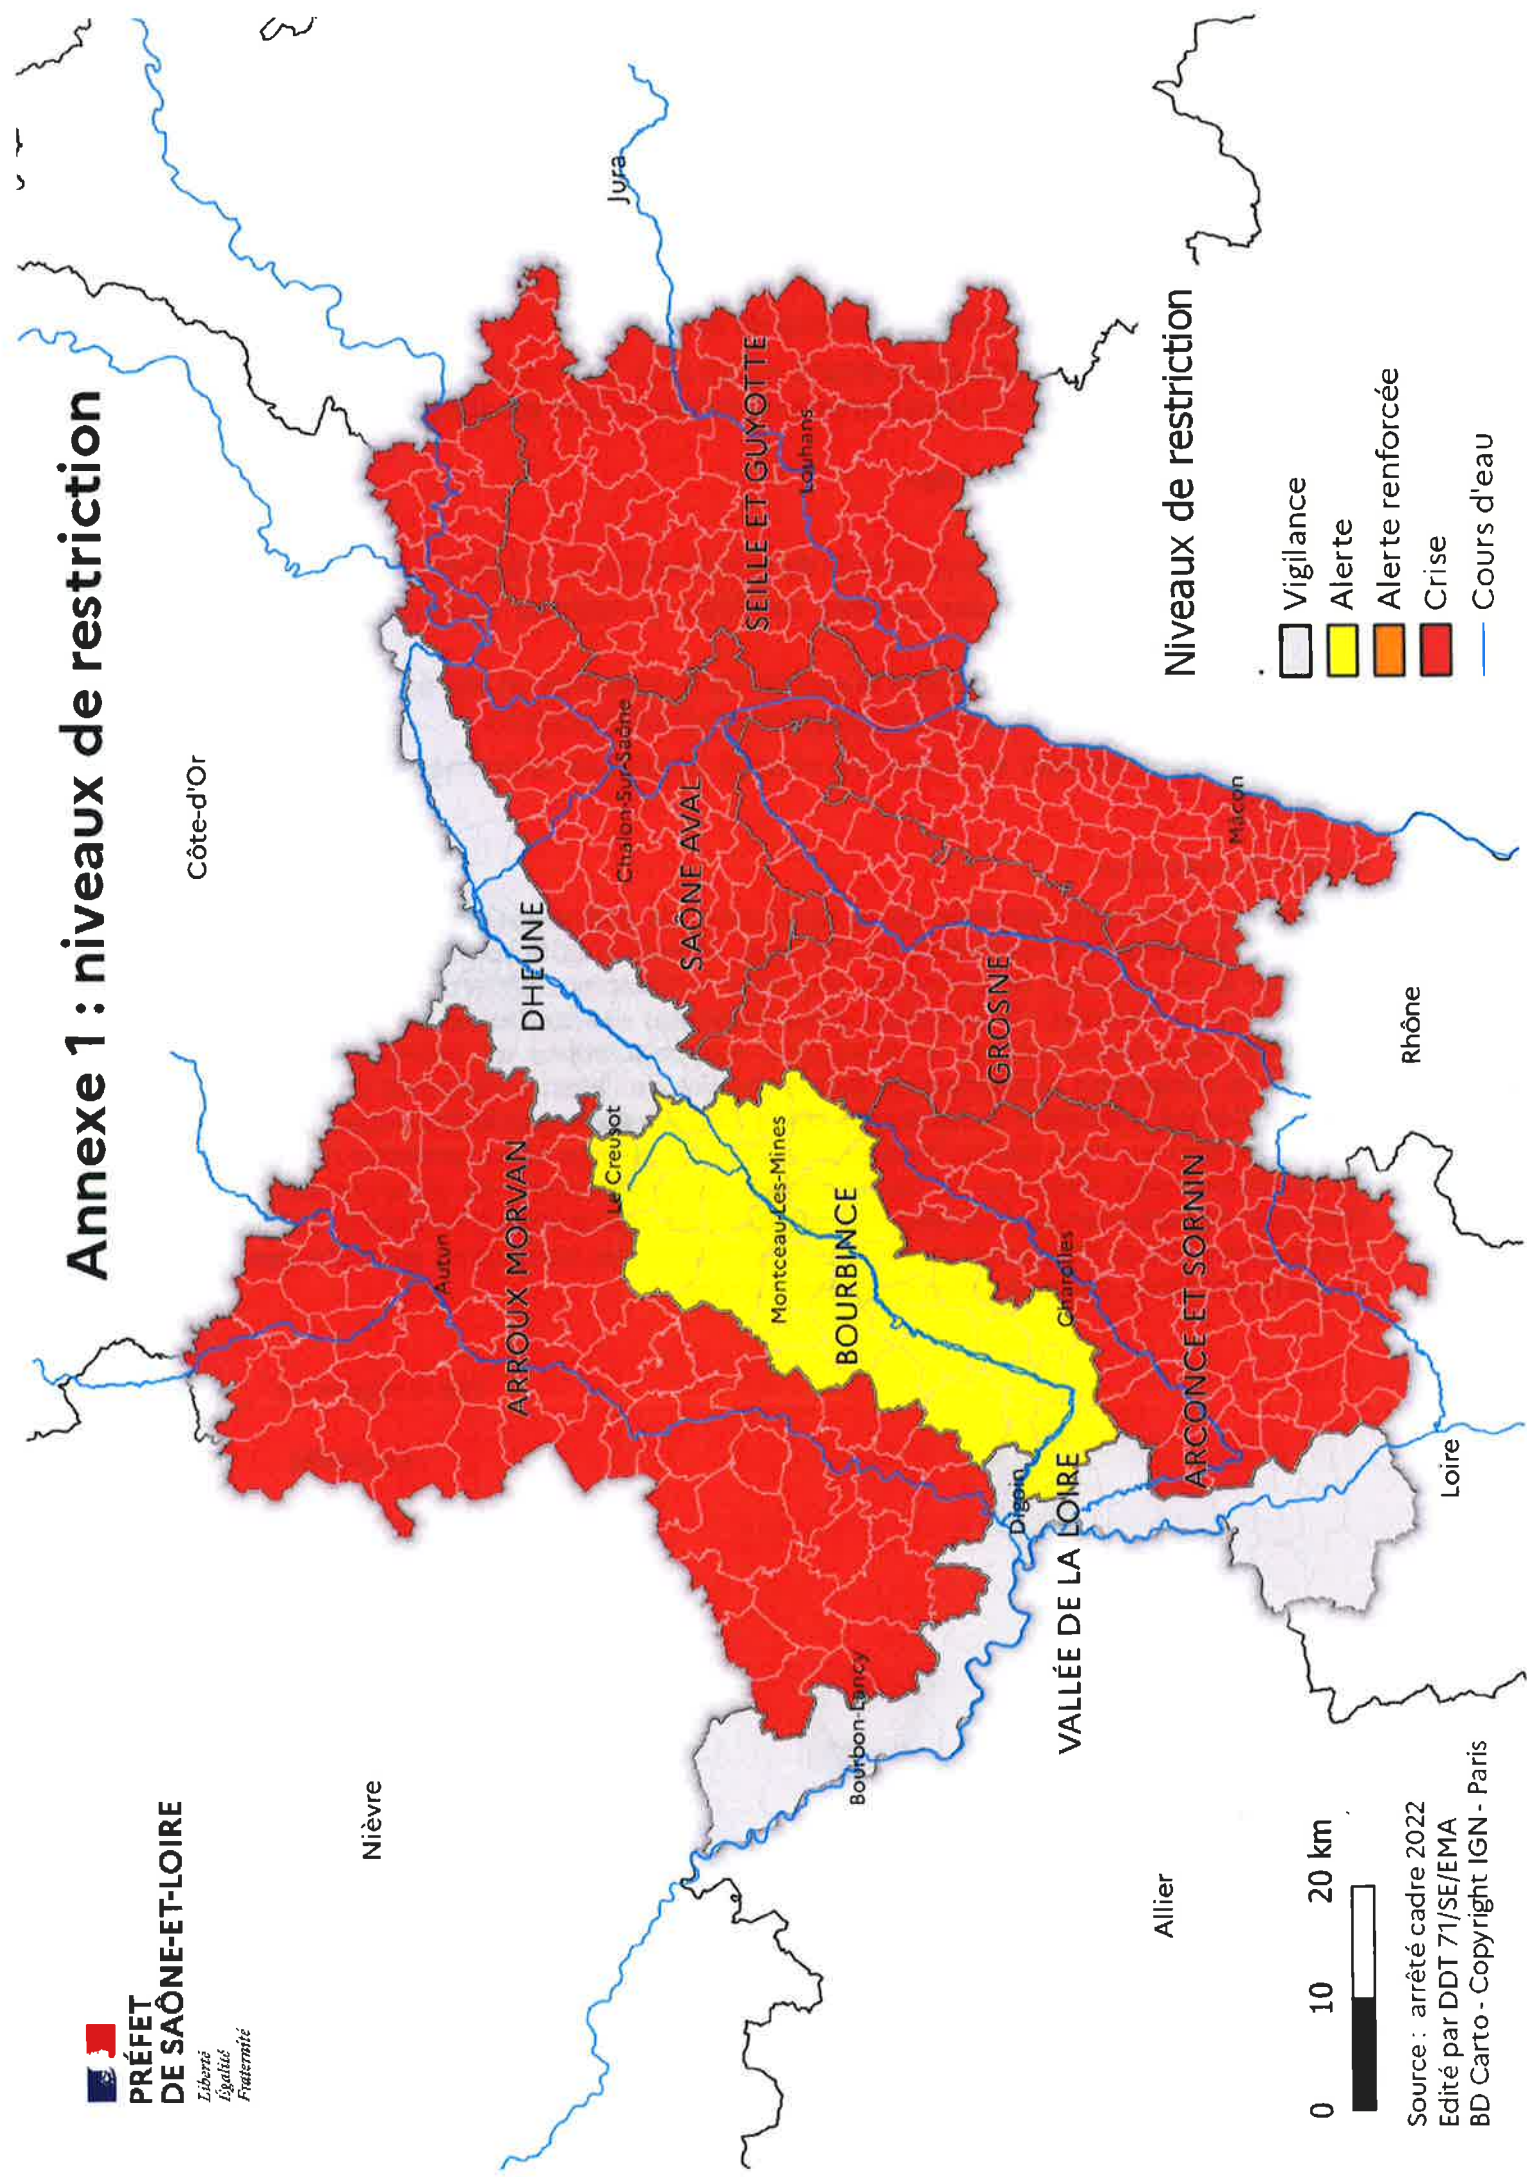 PRÉFET
DE SAÔNE-ET-LOIRE
Liberté
Égalité
Fraternité
Annexe 1 : niveaux de restriction
Côte-d'Or
Nièvre
Jura
Autun
ARROUX MORVAN
DHEUNE
Le Creusot
Chalon-Sur-Saône
SAÔNE AVAL
SEILLE ET GUYOTTE
Louhans
Montceau-Les-Mines
BOURBINCE
Bourbon-Lancy
GROSNE
Digoin
VALLÉE DE LA LOIRE
Charolles
ARCONCE ET SORNIN
Mâcon
Allier
Loire
Rhône
Niveaux de restriction
Vigilance
Alerte
Alerte renforcée
Crise
Cours d'eau
0 10 20 km
Source : arrêté cadre 2022
Edité par DDT 71/SE/EMA
BD Carto - Copyright IGN - Paris